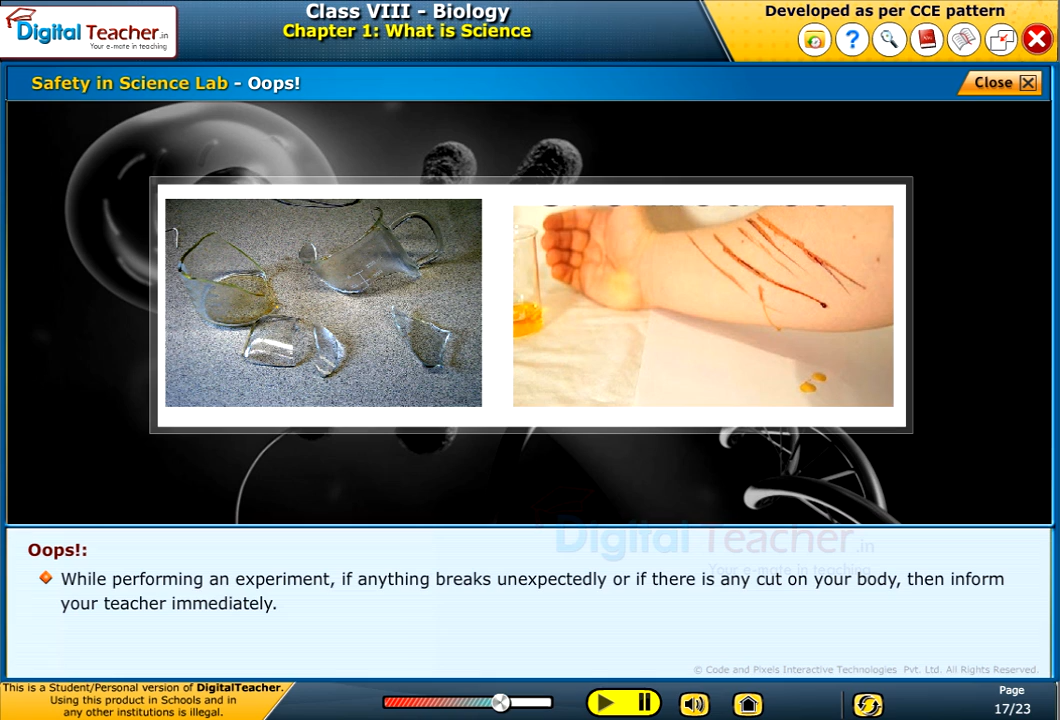 Digital Teacher.in
Your e-mate in teaching
Class VIII - Biology
Chapter 1: What is Science
Developed as per CCE pattern
?
Safety in Science Lab - Oops!
Close
Digital Teacher.in
Your e-mate in teaching
Oops!:
While performing an experiment, if anything breaks unexpectedly or if there is any cut on your body, then inform
your teacher immediately.
© Code and Pixels Interactive Technologies Pvt. Ltd. All Rights Reserved.
This is a Student/Personal version of DigitalTeacher.
Using this product in Schools and in
any other institutions is illegal.
Page
17/23